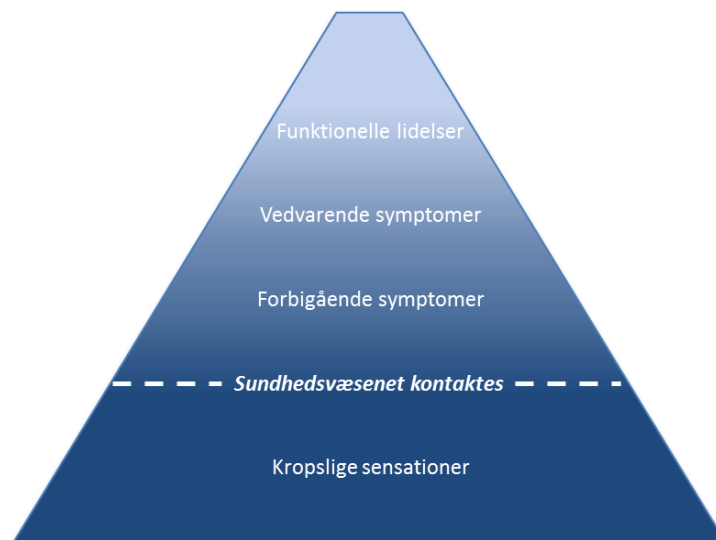 Funktionelle lidelser
Vedvarende symptomer
Forbigående symptomer
Sundhedsvæsenet kontaktes
Kropslige sensationer